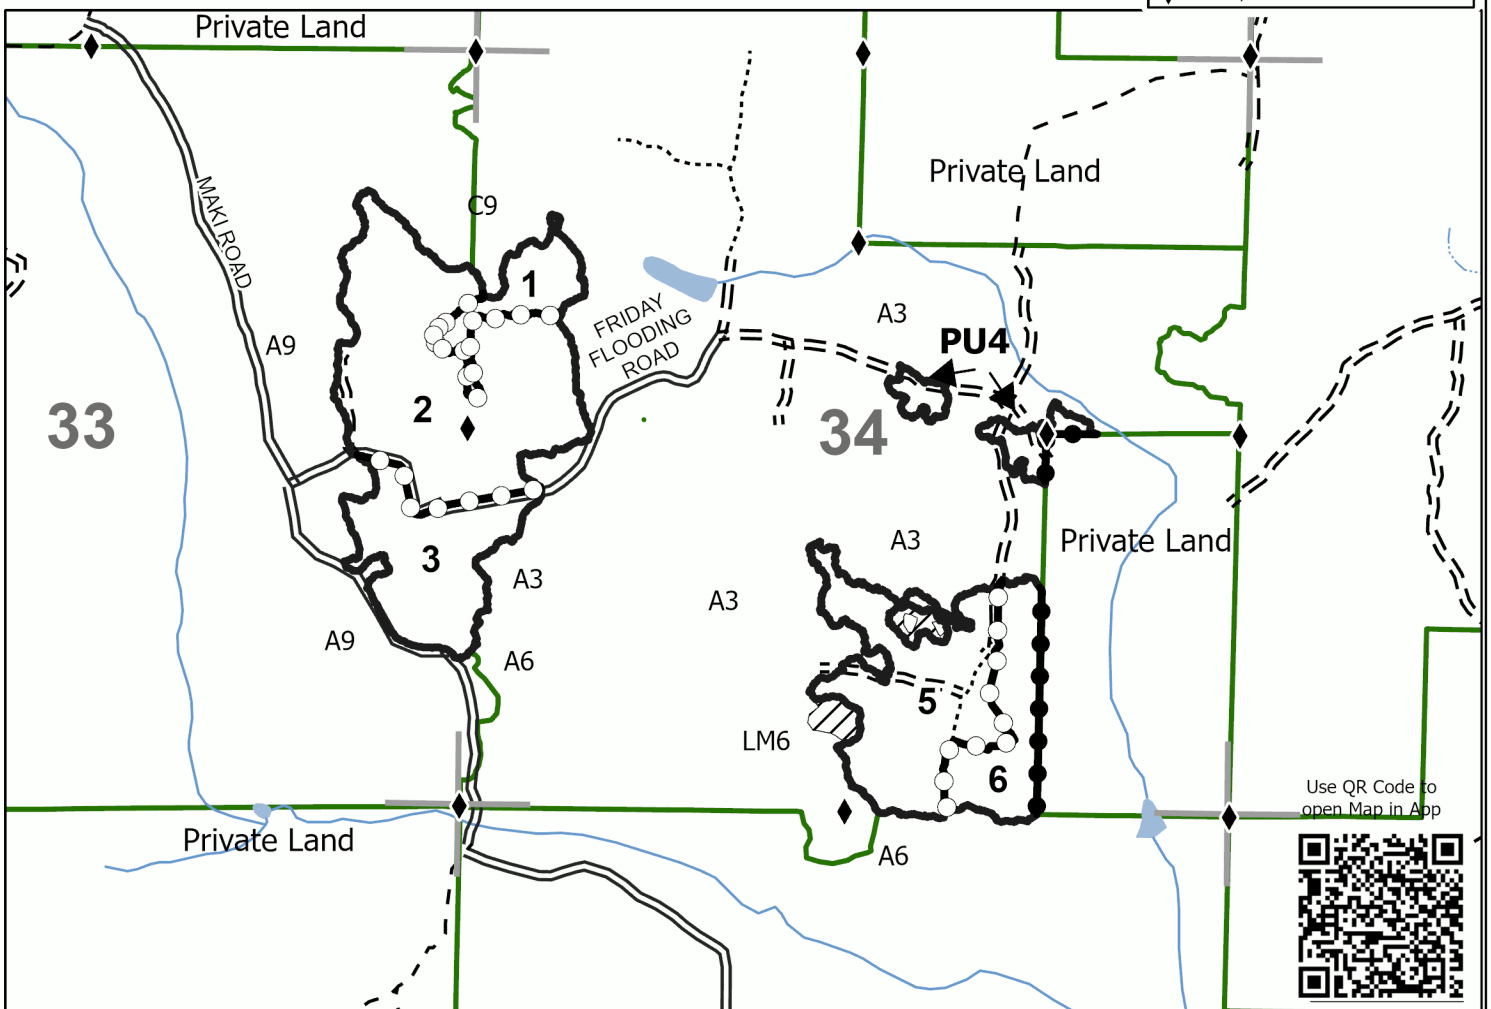 Private Land
MAKI ROAD
C9
Private Land
1
FRIDAY
FLOODING
ROAD
A3
PU4
A9
2
33
34
A3
Private Land
3
A3
A3
A9
A6
5
LM6
6
Use QR Code to
open Map in App
Private Land
A6